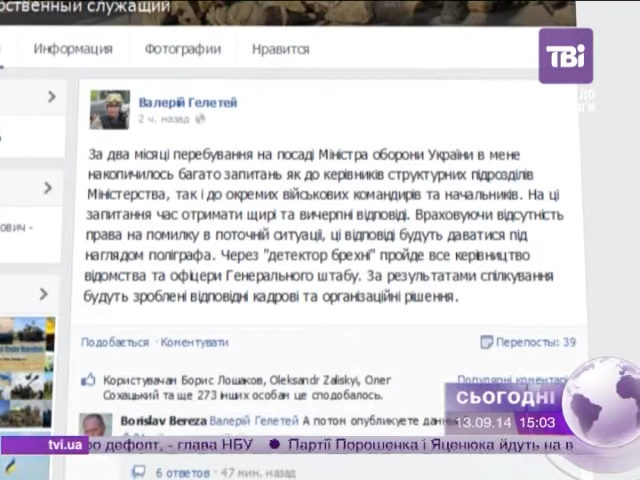 рственный служащий
Информация Фотографии Нравится
ТВі
Валерій Гелетей
2 ч. назад
За два місяці перебування на посаді Міністра оборони України в мене
накопичилось багато запитань як до керівників структурних підрозділів
Міністерства, так і до окремих військових командирів та начальників. На ці
запитання час отримати щирі та вичерпні відповіді. Враховуючи відсутність
права на помилку в поточній ситуації, ці відповіді будуть даватися під
наглядом поліграфа. Через "детектор брехні" пройде все керівництво
відомства та офіцери Генерального штабу. За результатами спілкування
будуть зроблені відповідні кадрові та організаційні рішення.
ович -
Подобається · Коментувати Перепосты: 39
Користувачам Борис Лошаков, Oleksandr Zaliskyi, Олег
Сохацький та ще 273 іншим особам це сподобалось.
Популярні коментарі
СЬОГОДНІ
13.09.14 15:03
Borislav Bereza Валерій Гелетей А потом опубликуете данн
tvi.ua ро дефолт, - глава НБУ ● Партії Порошенка і Яценюка йдуть на в
6 ответов · 47 мин. назад